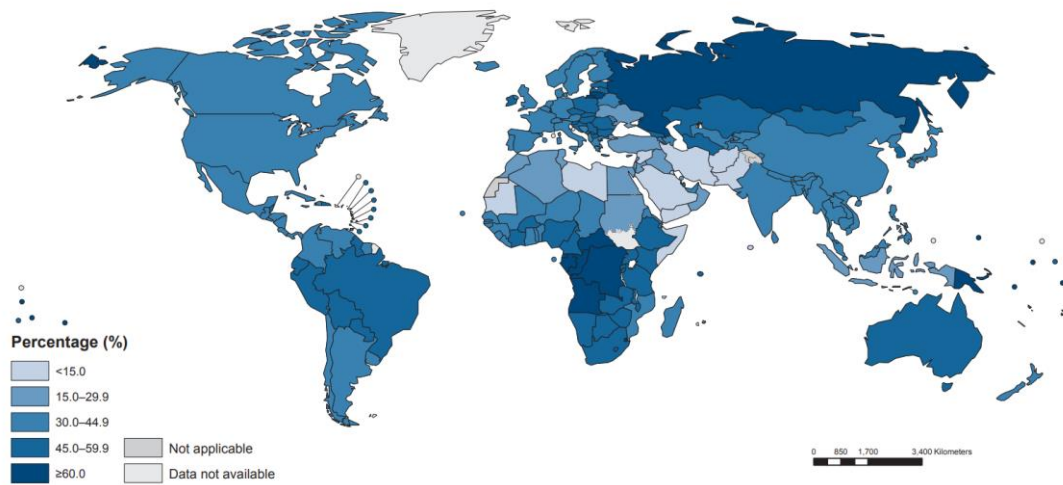 Percentage (%)
<15.0
15.0–29.9
30.0–44.9
45.0–59.9
≥60.0
Not applicable
Data not available
0 850 1,700 3,400 Kilometers